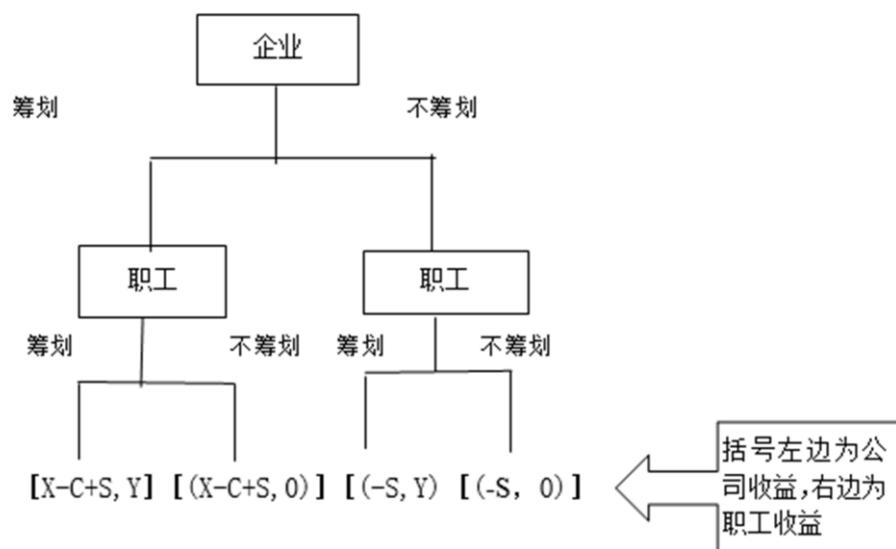 企业
筹划
不筹划
职工
职工
筹划
不筹划
筹划
不筹划
[X-C+S,Y] [(X-C+S,0)] [(-S,Y) [(-S, 0)]
括号左边为公
司收益,右边为
职工收益